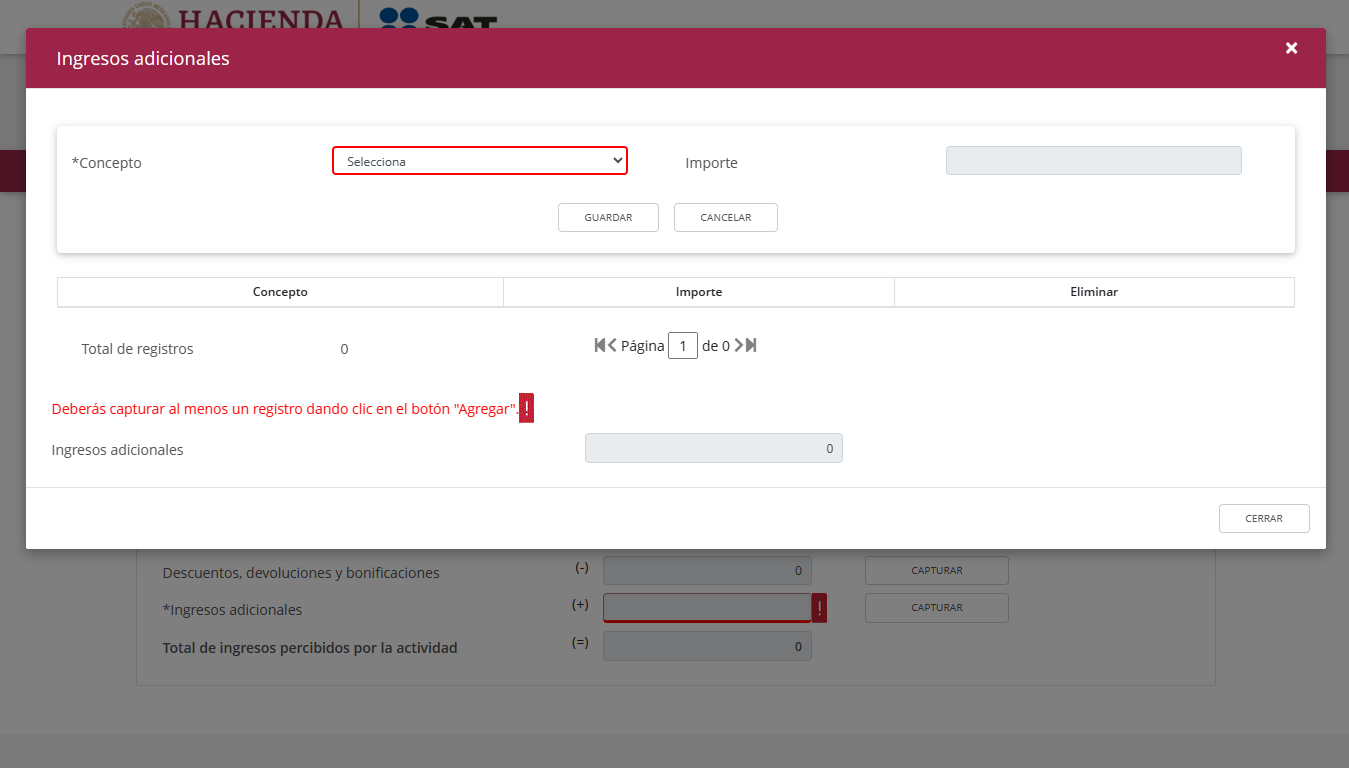 HACIENDA SAT
Ingresos adicionales ×
*Concepto Selecciona Importe
GUARDAR CANCELAR
Concepto Importe Eliminar
Total de registros 0 Página 1 de 0
Deberás capturar al menos un registro dando clic en el botón "Agregar". !
Ingresos adicionales 0
CERRAR
Descuentos, devoluciones y bonificaciones (-) 0 CAPTURAR
*Ingresos adicionales (+) ! CAPTURAR
Total de ingresos percibidos por la actividad (=) 0